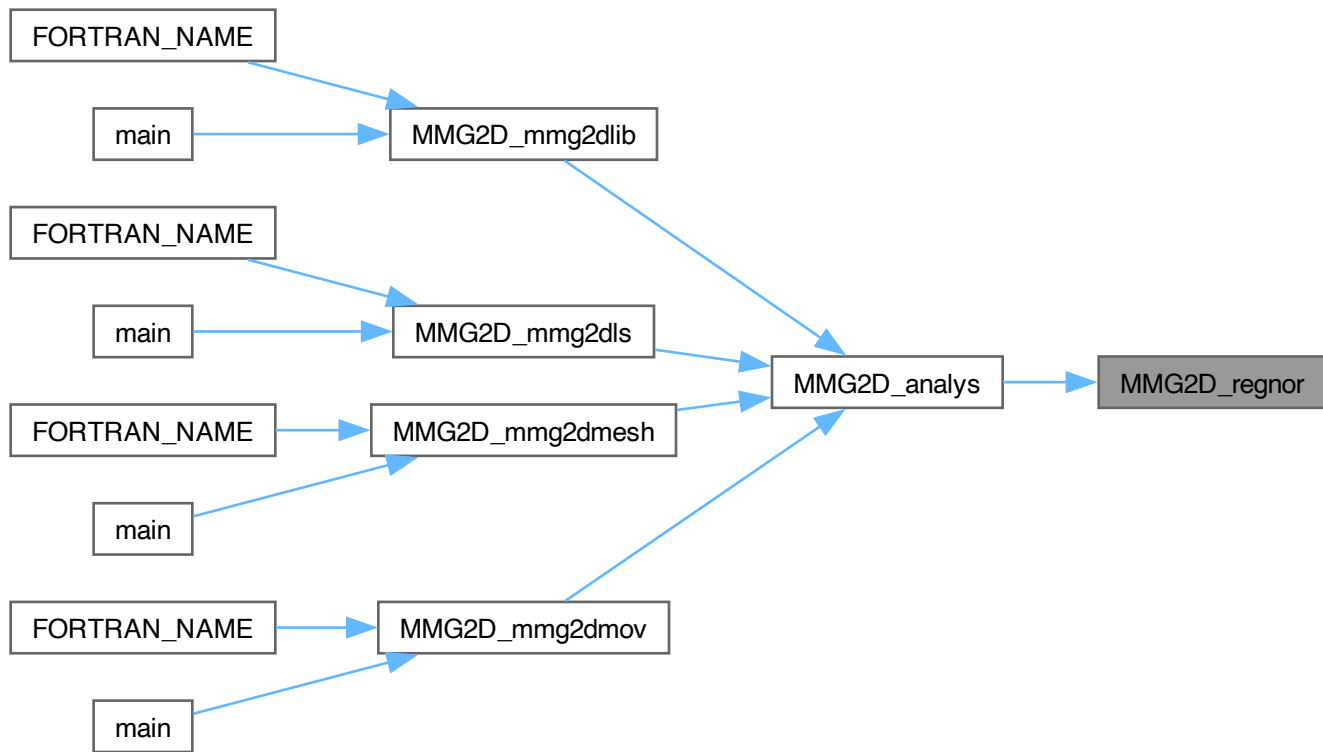 FORTRAN_NAME
main
MMG2D_mmg2dlib
FORTRAN_NAME
main
MMG2D_mmg2dls
MMG2D_analys
MMG2D_regnor
FORTRAN_NAME
MMG2D_mmg2dmesh
main
FORTRAN_NAME
MMG2D_mmg2dmov
main